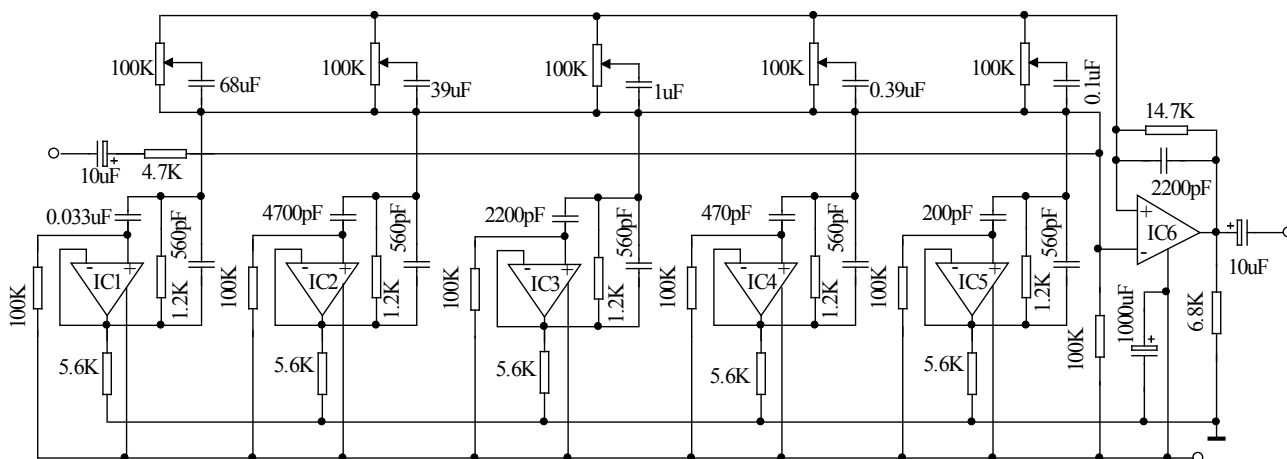 100K
68uF
100K
39uF
100K
1uF
100K
0.39uF
100K
0.1uF
14.7K
2200pF
10uF
+
4.7K
0.033uF
560pF
4700pF
560pF
2200pF
560pF
470pF
560pF
200pF
560pF
100K
- +
IC1
1.2K
100K
- +
IC2
1.2K
100K
- +
IC3
1.2K
100K
- +
IC4
1.2K
100K
- +
IC5
1.2K
+
IC6
-
+
10uF
5.6K
5.6K
5.6K
5.6K
5.6K
100K
1000uF
+
6.8K